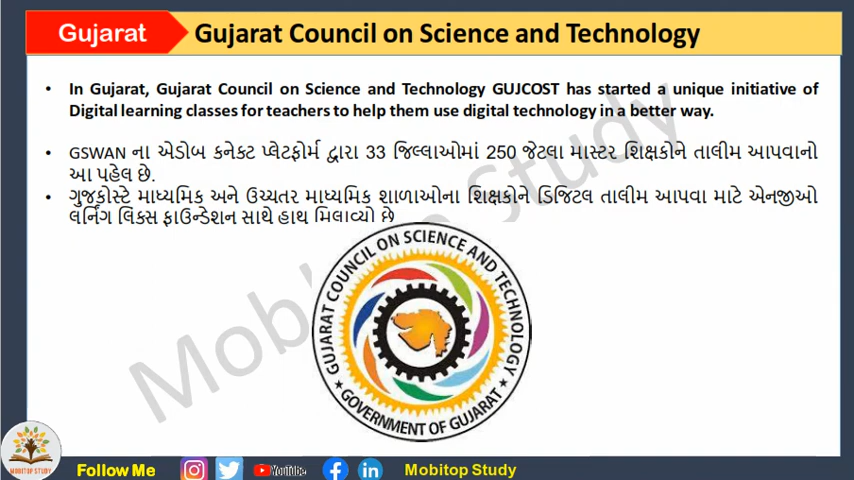 Gujarat
Gujarat Council on Science and Technology
• In Gujarat, Gujarat Council on Science and Technology GUJCOST has started a unique initiative of
Digital learning classes for teachers to help them use digital technology in a better way.
• GSWAN ના એડોબ કનેક્ટ પ્લેટફોર્મ દ્વારા 33 જિલ્લાઓમાં 250 જેટલા માસ્ટર શિક્ષકોને તાલીમ આપવાનો
આ પહેલ છે.
• ગુજકોસ્ટે માધ્યમિક અને ઉચ્ચતર માધ્યમિક શાળાઓના શિક્ષકોને ડિજિટલ તાલીમ આપવા માટે એનજીઓ
લર્નિંગ લિંક્સ ફાઉન્ડેશન સાથે હાથ મિલાવ્યો છે
Mobitop Study
GUJARAT COUNCIL ON SCIENCE AND TECHNOLOGY
★ GOVERNMENT OF GUJARAT ★
MOBITOP STUDY
Follow Me
YouTube
Mobitop Study